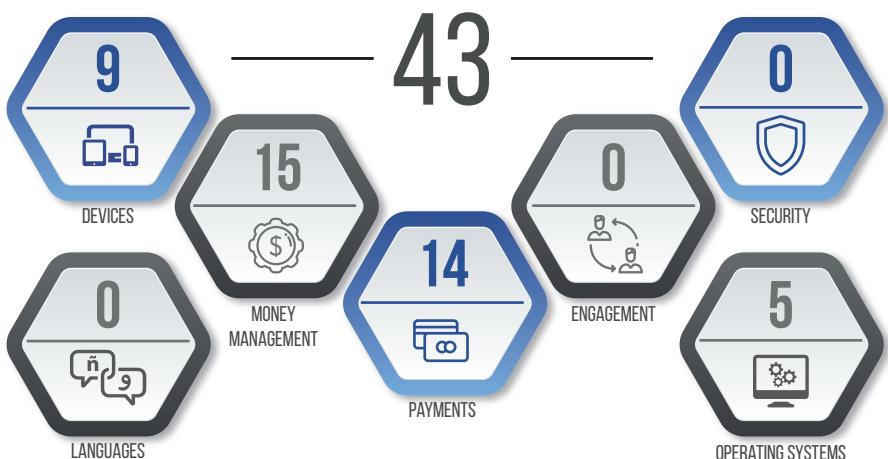 43
9
DEVICES
0
SECURITY
15
MONEY
MANAGEMENT
0
ENGAGEMENT
14
PAYMENTS
0
ñ
و
LANGUAGES
5
OPERATING SYSTEMS
$